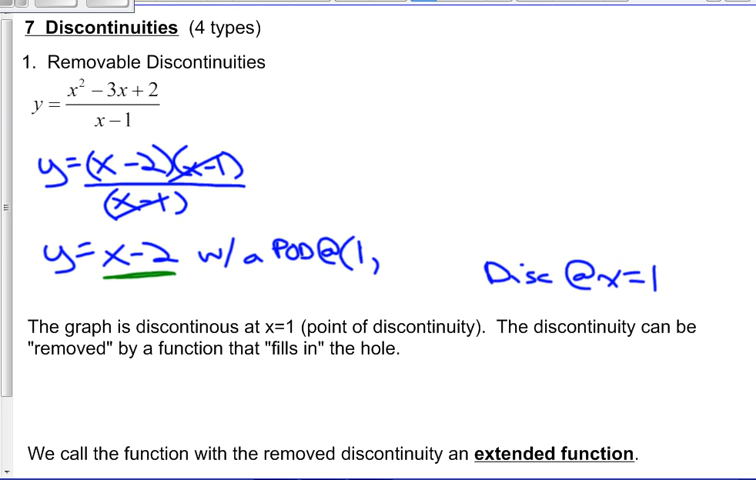 7 Discontinuities (4 types)
1. Removable Discontinuities
y = (x² − 3x + 2)/(x − 1)
y = (x − 2)(x − 1)/(x − 1)
y = x − 2 w/ a POD @ (1,
Disc @ x = 1
The graph is discontinous at x=1 (point of discontinuity). The discontinuity can be
"removed" by a function that "fills in" the hole.
We call the function with the removed discontinuity an extended function.